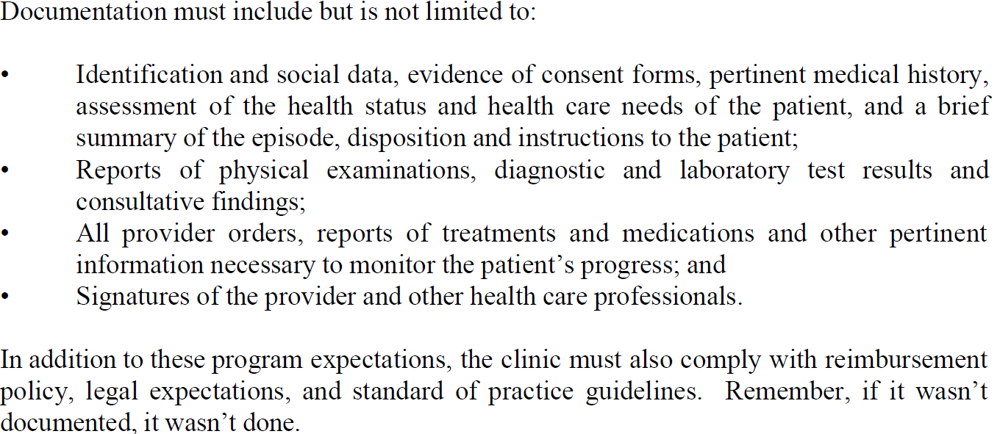 Documentation must include but is not limited to:
• Identification and social data, evidence of consent forms, pertinent medical history,
assessment of the health status and health care needs of the patient, and a brief
summary of the episode, disposition and instructions to the patient;
• Reports of physical examinations, diagnostic and laboratory test results and
consultative findings;
• All provider orders, reports of treatments and medications and other pertinent
information necessary to monitor the patient’s progress; and
• Signatures of the provider and other health care professionals.
In addition to these program expectations, the clinic must also comply with reimbursement
policy, legal expectations, and standard of practice guidelines.  Remember, if it wasn’t
documented, it wasn’t done.